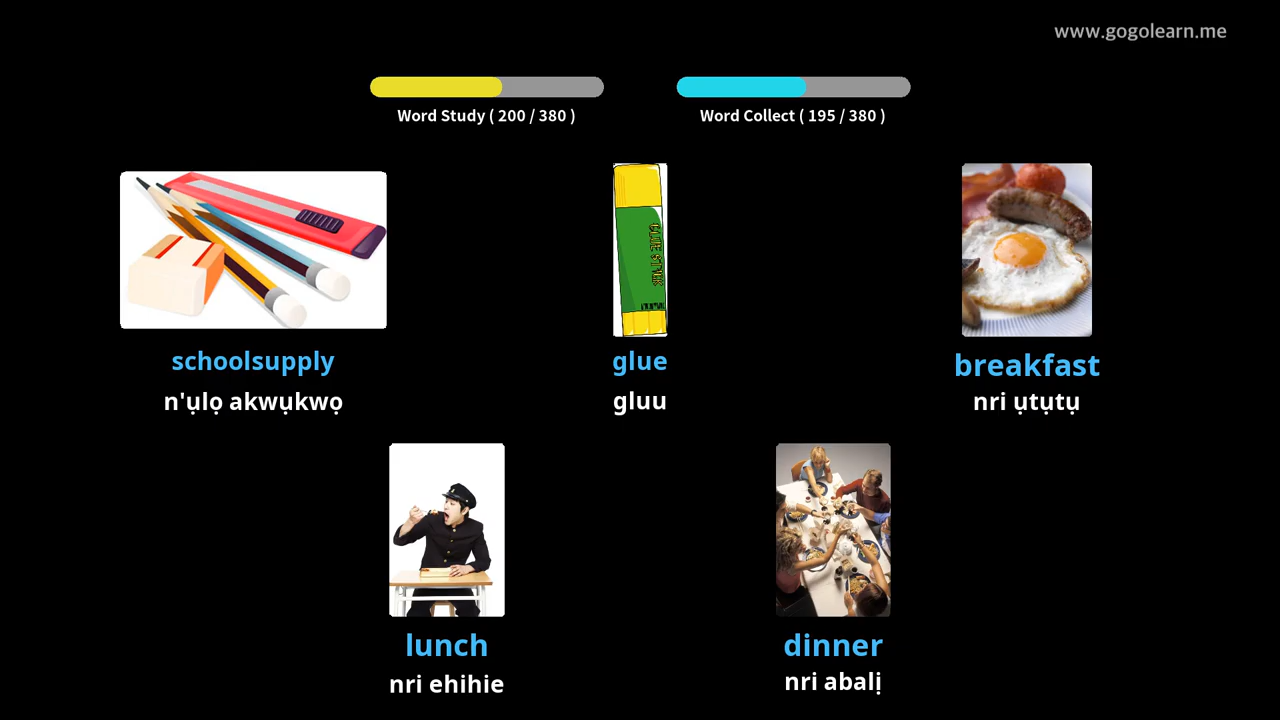 www.gogolearn.me
Word Study ( 200 / 380 )
Word Collect ( 195 / 380 )
schoolsupply
n'ụlọ akwụkwọ
glue
gluu
breakfast
nri ụtụtụ
lunch
nri ehihie
dinner
nri abalị